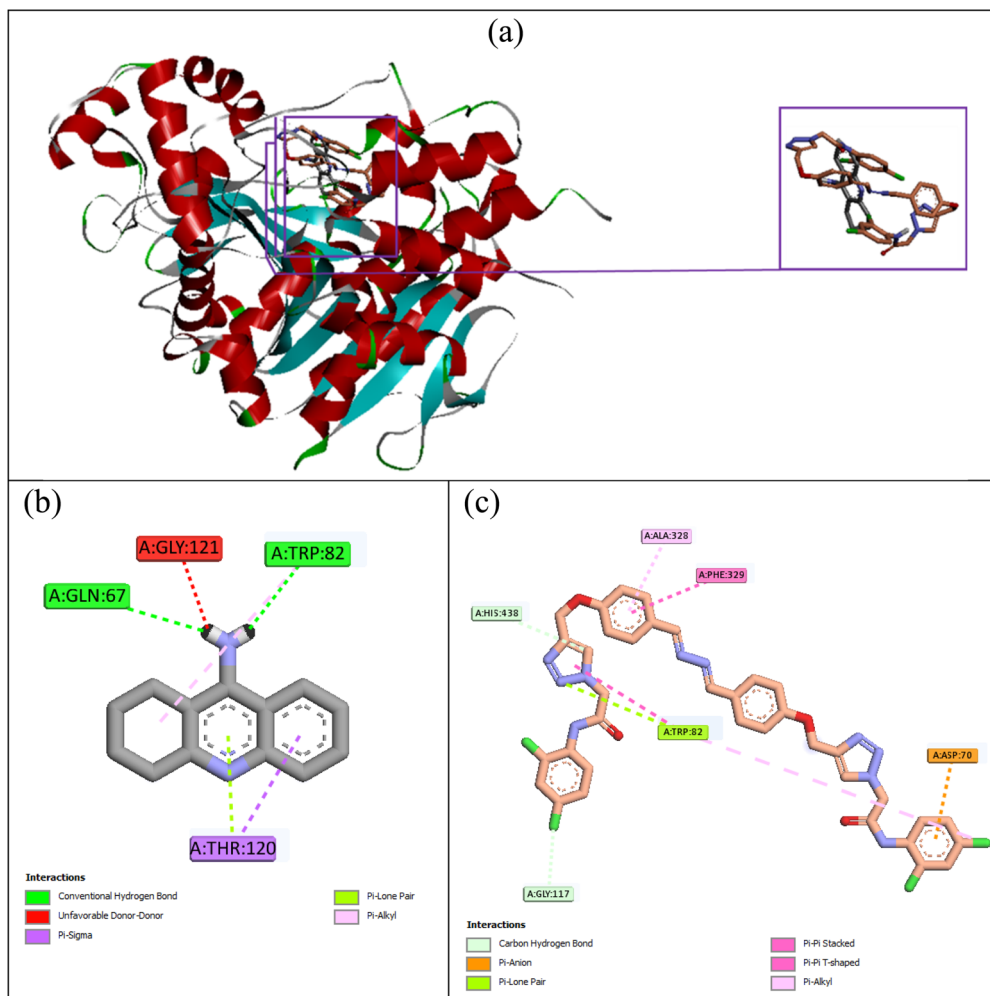 (a)
(b)
A:GLY:121
A:TRP:82
A:GLN:67
A:THR:120
Interactions
Conventional Hydrogen Bond
Unfavorable Donor-Donor
Pi-Sigma
Pi-Lone Pair
Pi-Alkyl
(c)
A:ALA:328
A:PHE:329
A:HIS:438
A:TRP:82
A:ASP:70
A:GLY:117
Interactions
Carbon Hydrogen Bond
Pi-Anion
Pi-Lone Pair
Pi-Pi Stacked
Pi-Pi T-shaped
Pi-Alkyl